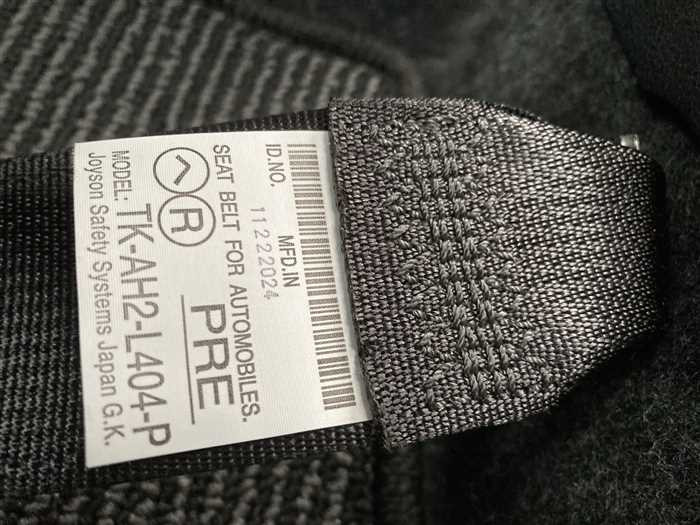 ID.NO. MFD.IN
11222024
SEAT BELT FOR AUTOMOBILES.
R PRE
MODEL: TK-AH2-L404-P
Joyson Safety Systems Japan G.K.